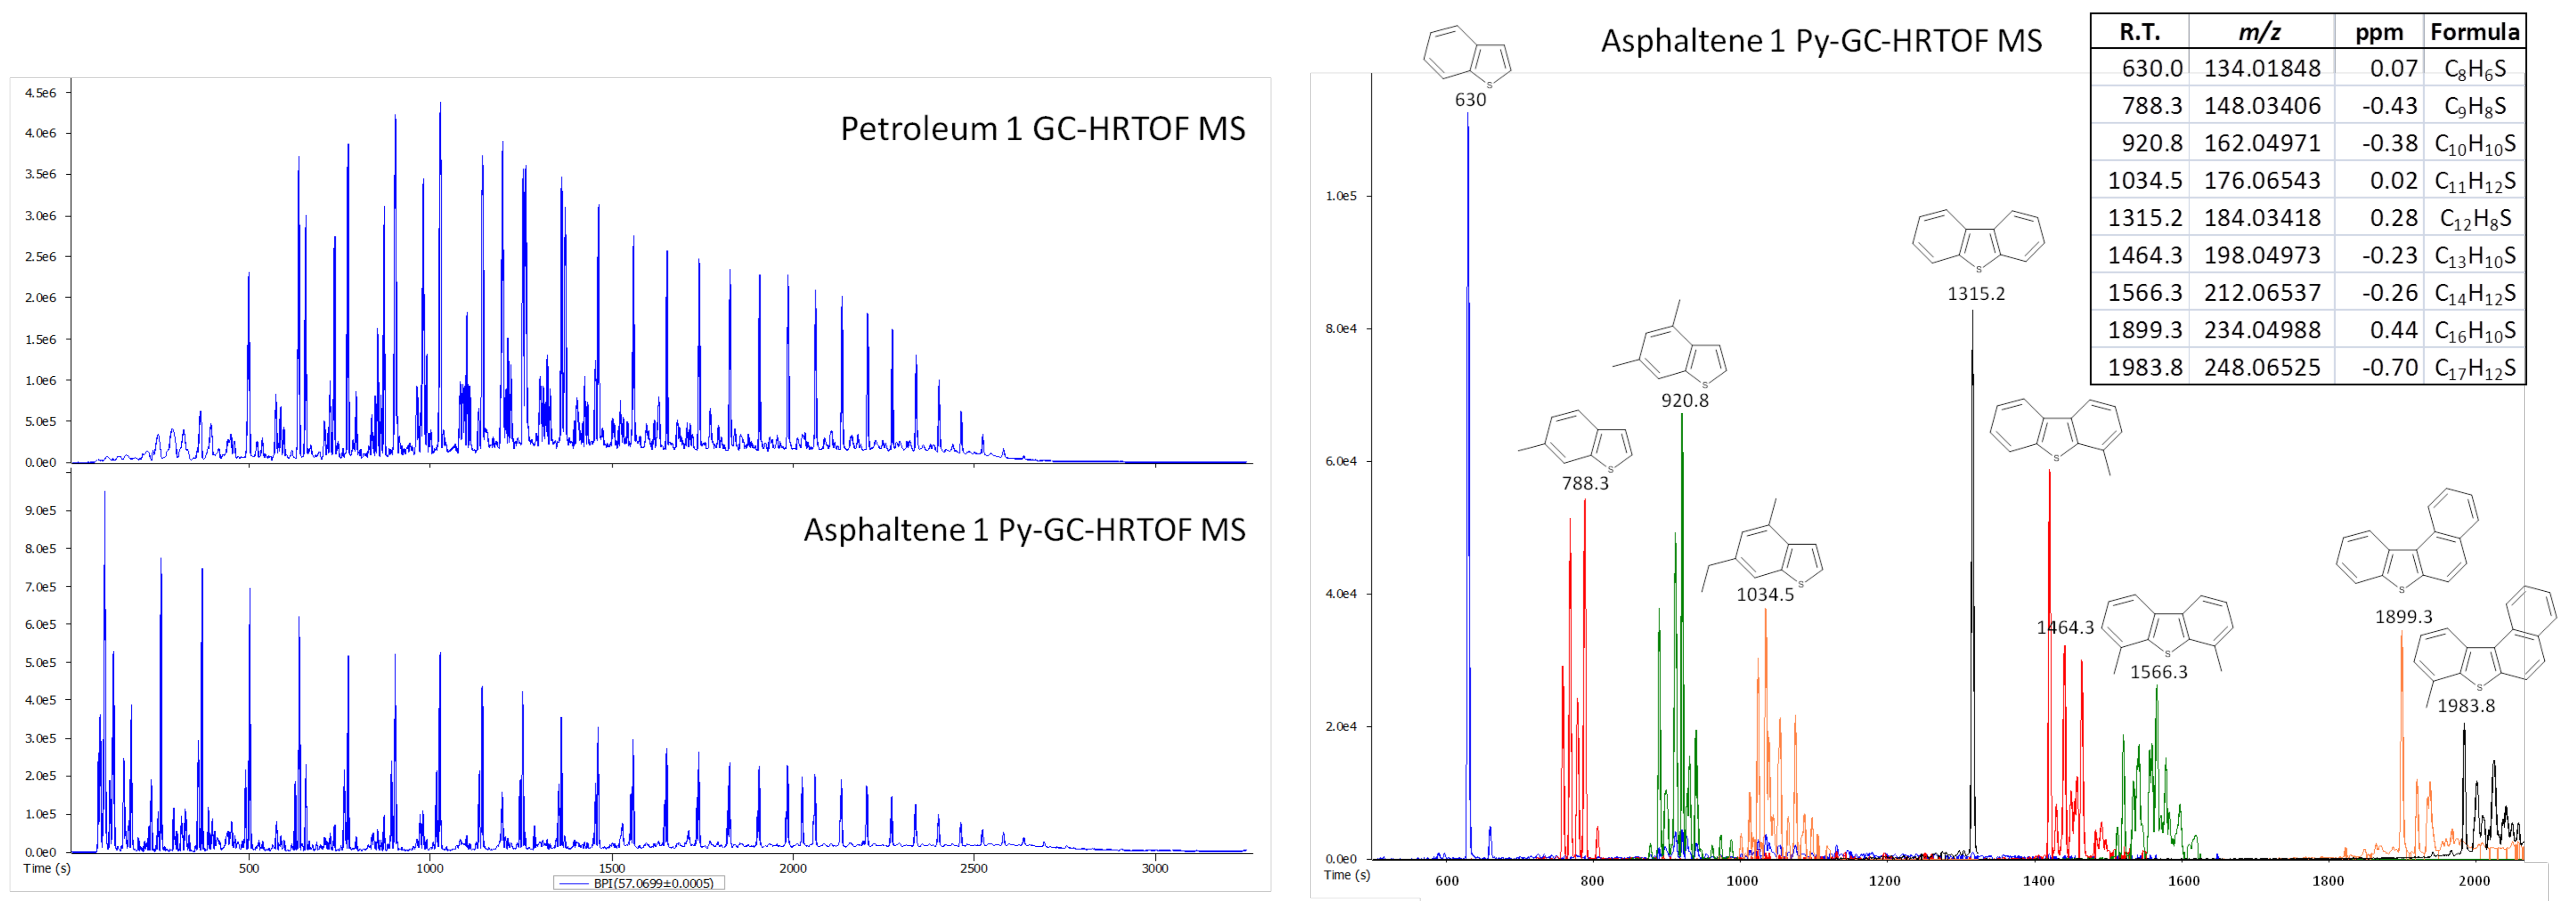 Petroleum 1 GC-HRTOF MS
4.5e6
4.0e6
3.5e6
3.0e6
2.5e6
2.0e6
1.5e6
1.0e6
5.0e5
0.0e0
Asphaltene 1 Py-GC-HRTOF MS
9.0e5
8.0e5
7.0e5
6.0e5
5.0e5
4.0e5
3.0e5
2.0e5
1.0e5
0.0e0
Time (s) 500 1000 1500 2000 2500 3000
BPI(57.0699±0.0005)
Asphaltene 1 Py-GC-HRTOF MS
R.T. m/z ppm Formula
630.0 134.01848 0.07 C8H6S
788.3 148.03406 -0.43 C9H8S
920.8 162.04971 -0.38 C10H10S
1034.5 176.06543 0.02 C11H12S
1315.2 184.03418 0.28 C12H8S
1464.3 198.04973 -0.23 C13H10S
1566.3 212.06537 -0.26 C14H12S
1899.3 234.04988 0.44 C16H10S
1983.8 248.06525 -0.70 C17H12S
S
630
S
788.3
S
920.8
S
1034.5
S
1315.2
S
1464.3
S
1566.3
S
1899.3
S
1983.8
1.0e5
8.0e4
6.0e4
4.0e4
2.0e4
0.0e0
Time (s) 600 800 1000 1200 1400 1600 1800 2000